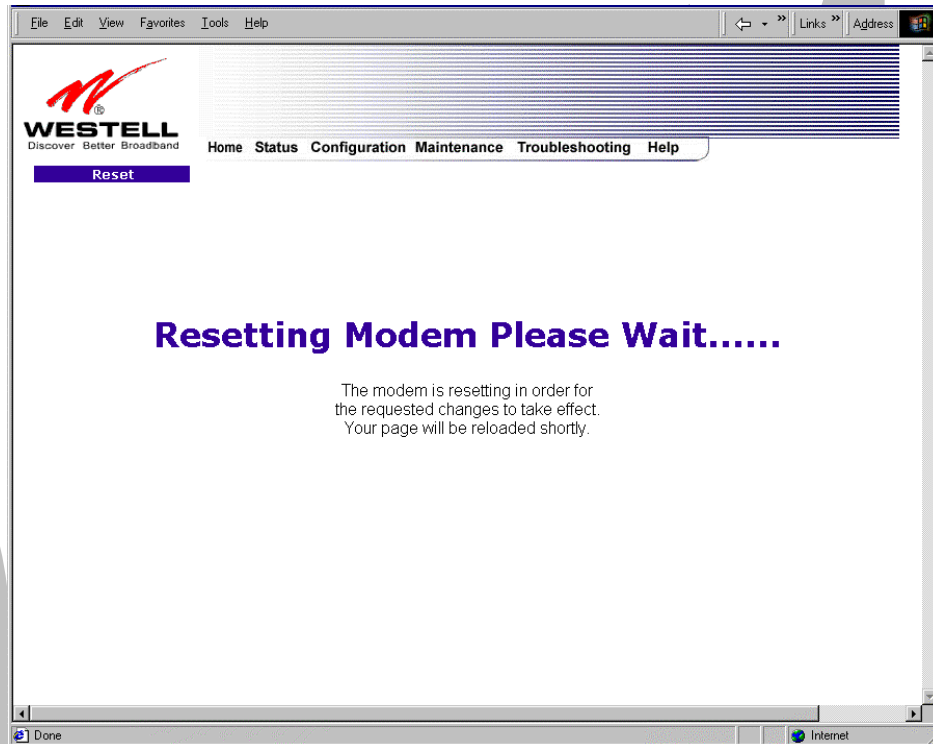 File Edit View Favorites Tools Help
» Links » Address
®
WESTELL
Discover Better Broadband
Home Status Configuration Maintenance Troubleshooting Help
Reset
Resetting Modem Please Wait......
The modem is resetting in order for
the requested changes to take effect.
Your page will be reloaded shortly.
Done
Internet